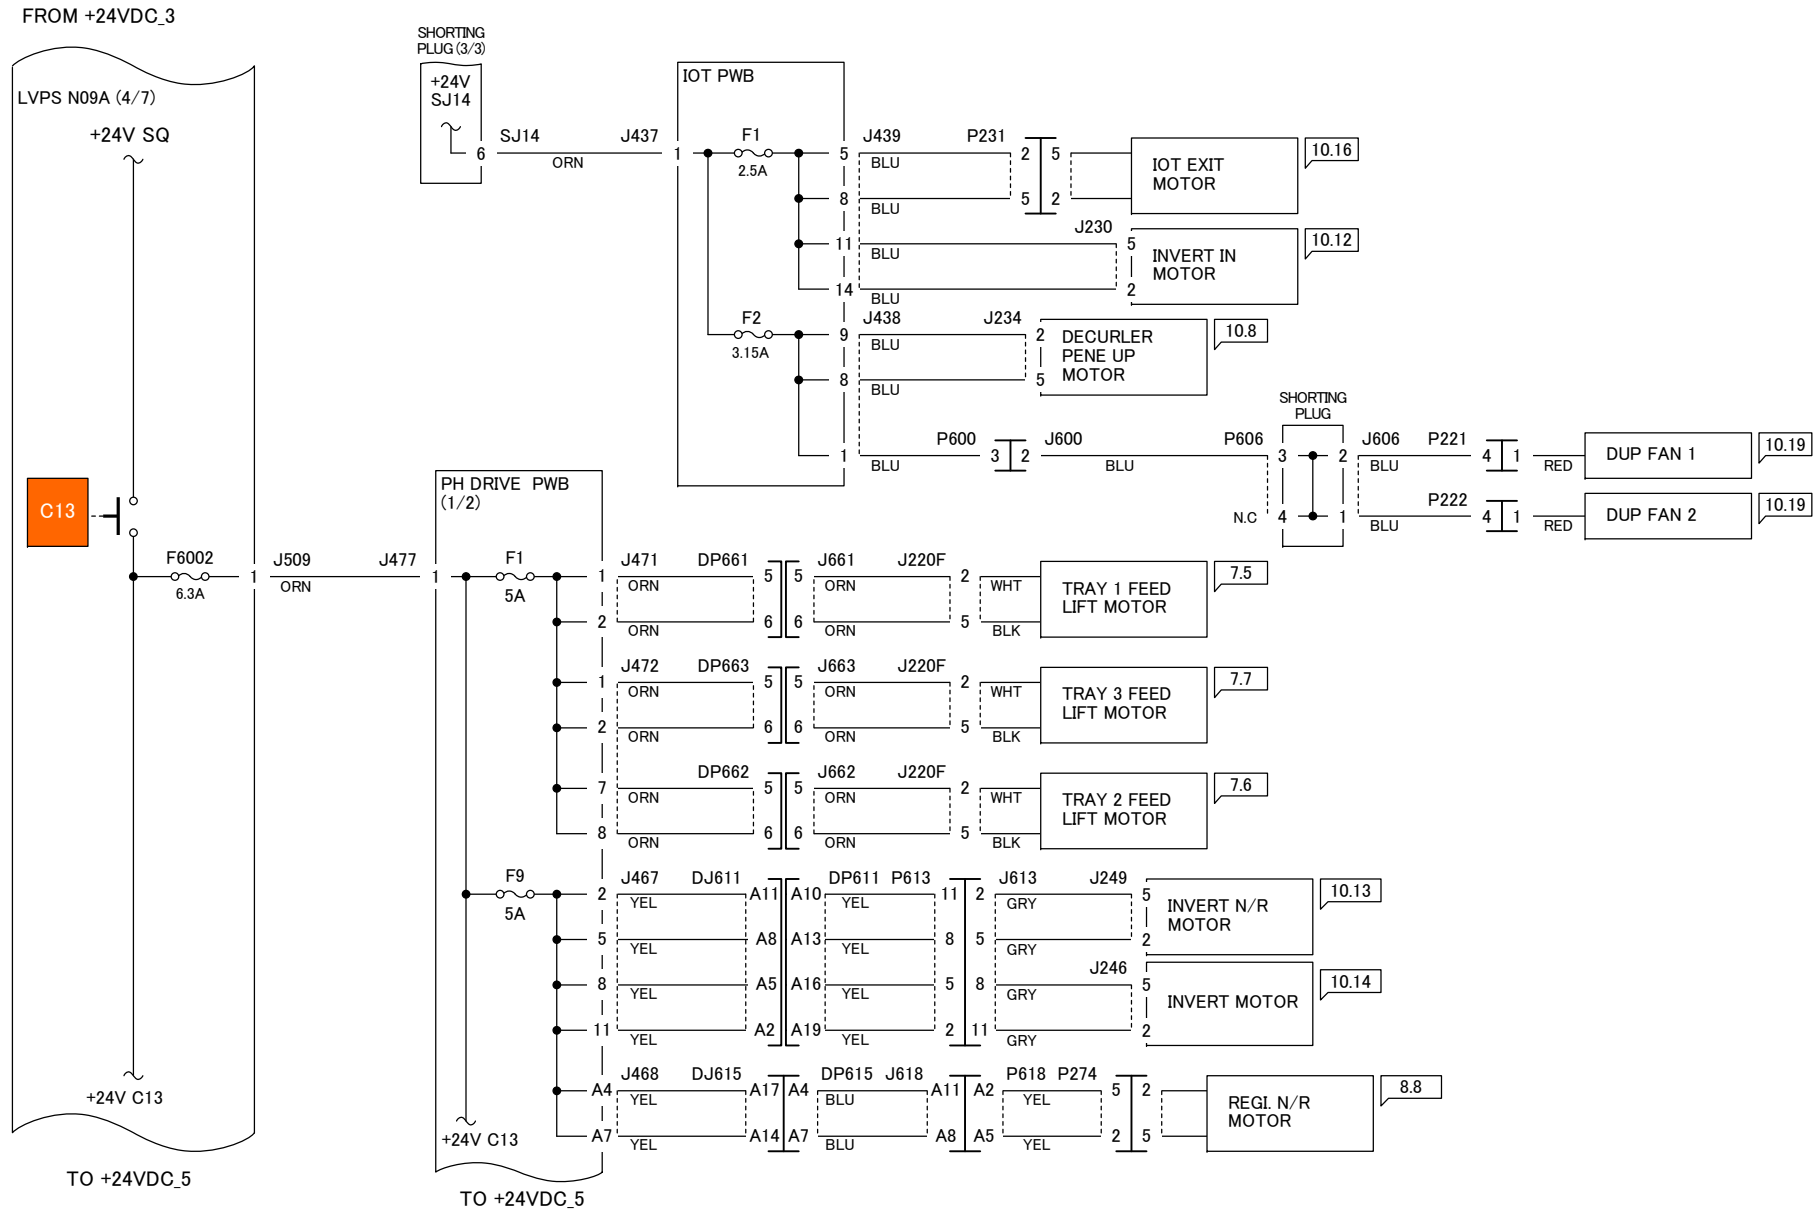 FROM +24VDC_3
LVPS N09A (4/7)
+24V SQ
C13
F6002
6.3A
1
J509
ORN
J477
+24V C13
TO +24VDC_5
SHORTING
PLUG (3/3)
+24V
SJ14
6
SJ14
ORN
J437
IOT PWB
1
F1
2.5A
5 J439 BLU P231 2 5
8 BLU 5 2
IOT EXIT
MOTOR
10.16
11 BLU J230 5
14 BLU 2
INVERT IN
MOTOR
10.12
F2
3.15A
9 J438 BLU J234 2
8 BLU 5
DECURLER
PENE UP
MOTOR
10.8
1 BLU P600 3 2 J600 BLU P606 3
SHORTING
PLUG
2 J606 BLU P221 4 1 RED
DUP FAN 1
10.19
N.C 4 1 BLU P222 4 1 RED
DUP FAN 2
10.19
PH DRIVE PWB
(1/2)
1
F1
5A
1 J471 ORN DP661 5 5 J661 ORN J220F 2 WHT
2 ORN 6 6 ORN 5 BLK
TRAY 1 FEED
LIFT MOTOR
7.5
1 J472 ORN DP663 5 5 J663 ORN J220F 2 WHT
2 ORN 6 6 ORN 5 BLK
TRAY 3 FEED
LIFT MOTOR
7.7
7 ORN DP662 5 5 J662 ORN J220F 2 WHT
8 ORN 6 6 ORN 5 BLK
TRAY 2 FEED
LIFT MOTOR
7.6
F9
5A
2 J467 YEL DJ611 A11 A10 DP611 YEL P613 11 2 J613 GRY J249 5
5 YEL A8 A13 YEL 8 5 GRY 2
INVERT N/R
MOTOR
10.13
8 YEL A5 A16 YEL 5 8 GRY J246 5
11 YEL A2 A19 YEL 2 11 GRY 2
INVERT MOTOR
10.14
A4 J468 YEL DJ615 A17 A4 DP615 BLU J618 A11 A2 P618 YEL P274 5 2
A7 YEL A14 A7 BLU A8 A5 YEL 2 5
REGI. N/R
MOTOR
8.8
+24V C13
TO +24VDC_5